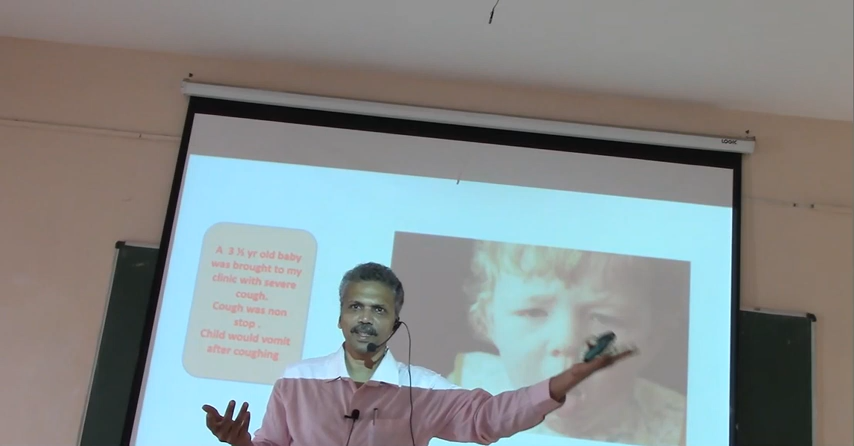 LOGIC
A 3 ½ yr old baby
was brought to my
clinic with severe
cough.
Cough was non
stop .
Child would vomit
after coughing